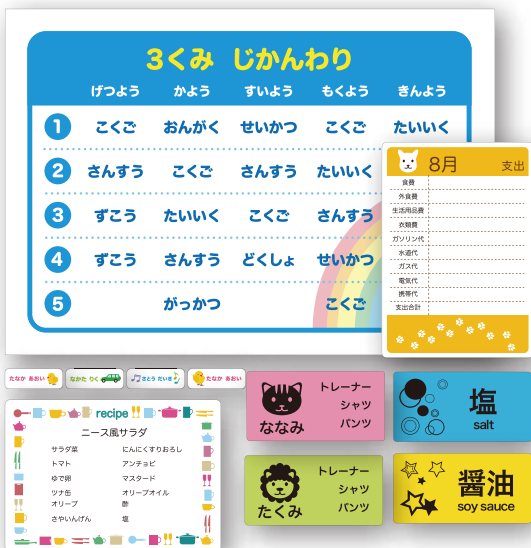 3くみ じかんわり
げつよう かよう すいよう もくよう きんよう
1 こくご おんがく せいかつ こくご たいいく
2 さんすう こくご さんすう たいいく
3 ずこう たいいく こくご さんすう
4 ずこう さんすう どくしょ せいかつ
5 がっかつ こくご
8月 支出
食費
外食費
生活用品費
衣類費
ガソリン代
水道代
ガス代
電気代
携帯代
支出合計
たなか あおい
なかた りく
さとう だいき
たなか あおい
recipe
ニース風サラダ
サラダ菜 にんにくすりおろし
トマト アンチョビ
ゆで卵 マスタード
ツナ缶 オリーブオイル
オリーブ 酢
さやいんげん 塩
ななみ
トレーナー
シャツ
パンツ
塩
salt
たくみ
トレーナー
シャツ
パンツ
醤油
soy sauce